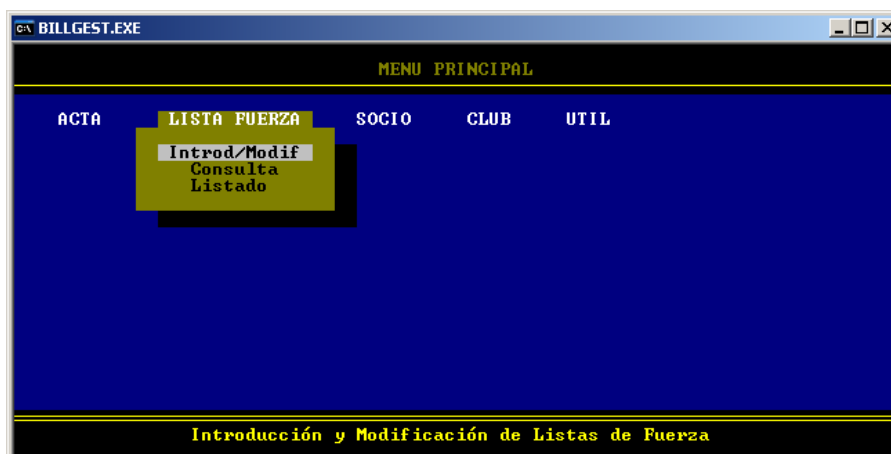 BILLGEST.EXE
MENU PRINCIPAL
ACTA LISTA FUERZA SOCIO CLUB UTIL
Introd/Modif
Consulta
Listado
Introducción y Modificación de Listas de Fuerza